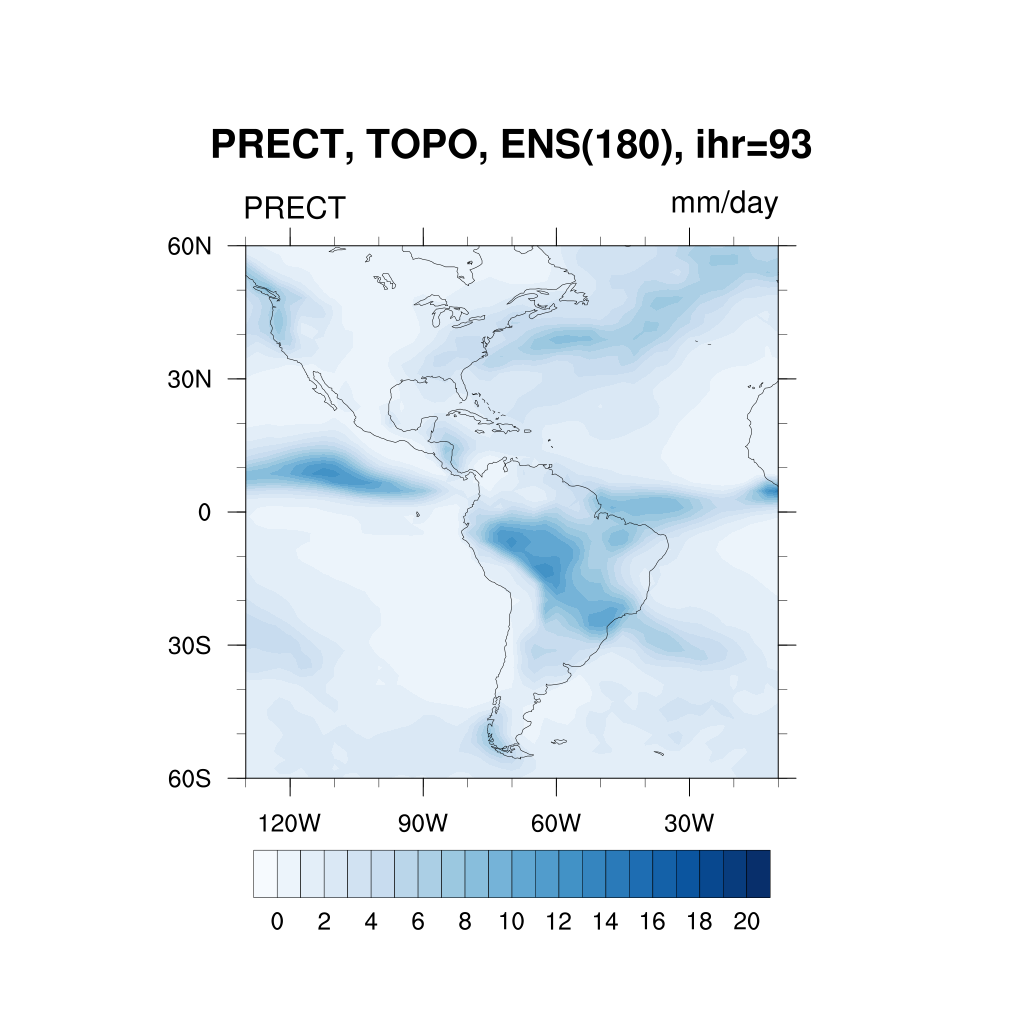 PRECT, TOPO, ENS(180), ihr=93
PRECT mm/day
60N
30N
0
30S
60S
120W 90W 60W 30W
0 2 4 6 8 10 12 14 16 18 20